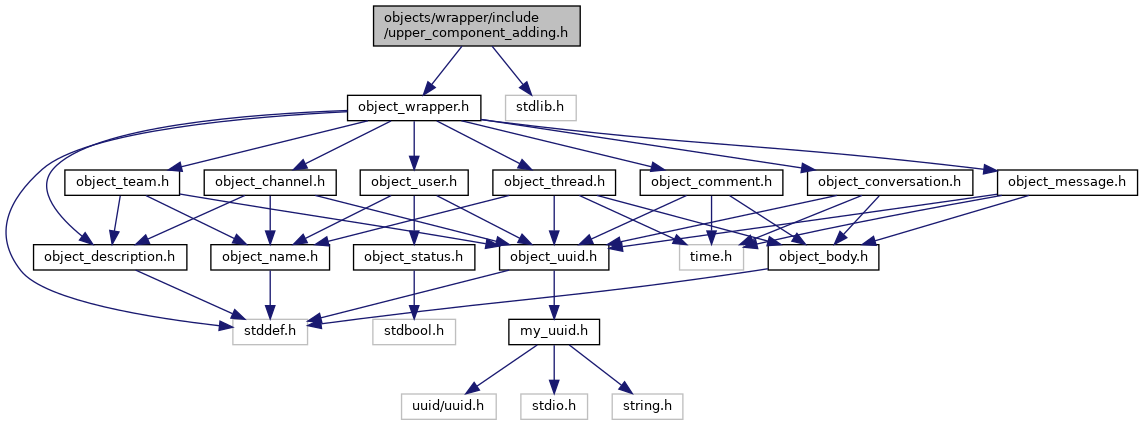 objects/wrapper/include
/upper_component_adding.h
object_wrapper.h
stdlib.h
object_team.h
object_channel.h
object_user.h
object_thread.h
object_comment.h
object_conversation.h
object_message.h
object_description.h
object_name.h
object_status.h
object_uuid.h
time.h
object_body.h
stddef.h
stdbool.h
my_uuid.h
uuid/uuid.h
stdio.h
string.h